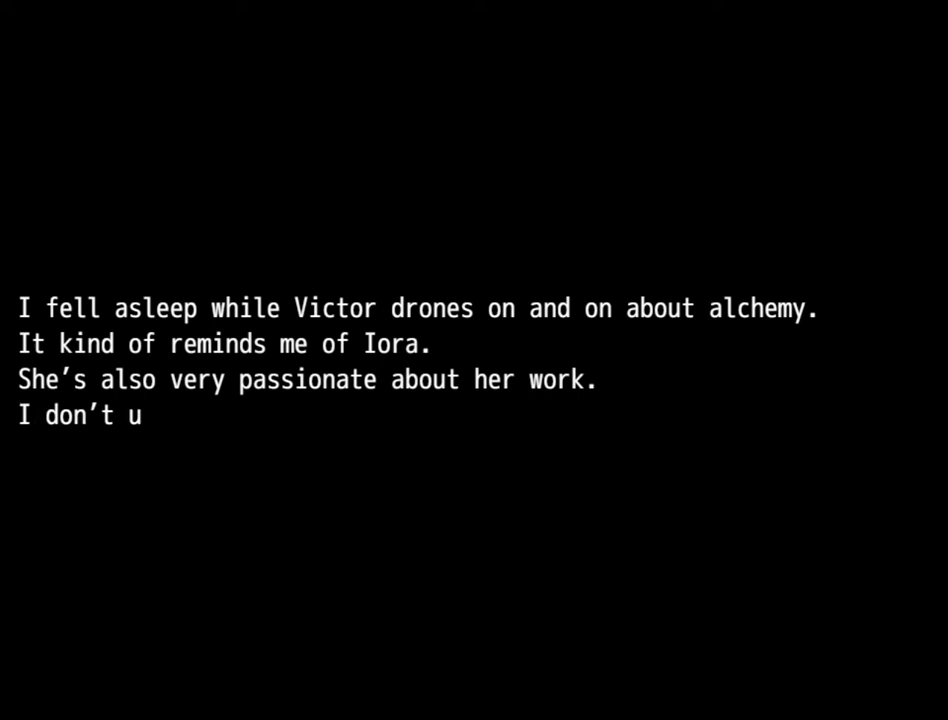 I fell asleep while Victor drones on and on about alchemy.
It kind of reminds me of Iora.
She's also very passionate about her work.
I don't u